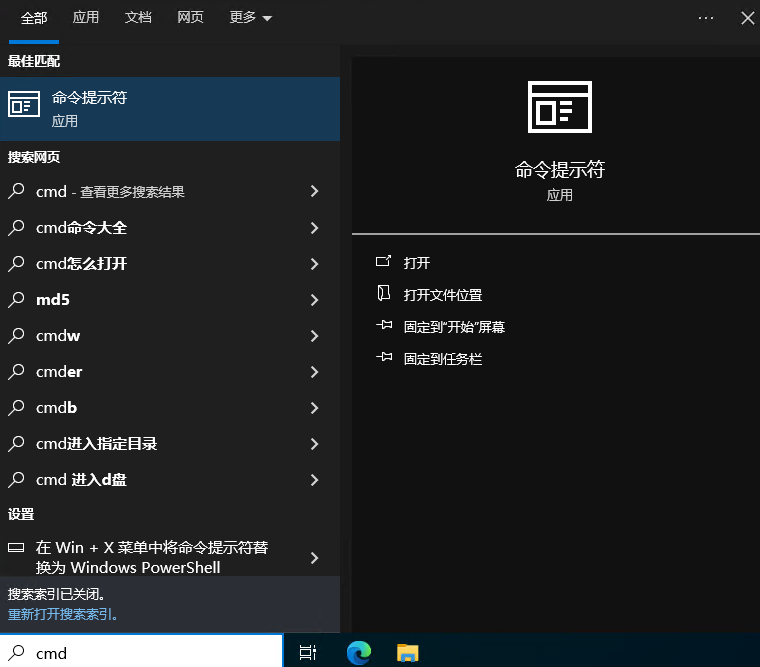 全部 应用 文档 网页 更多
最佳匹配
命令提示符
应用
搜索网页
cmd - 查看更多搜索结果
cmd命令大全
cmd怎么打开
md5
cmdw
cmder
cmdb
cmd进入指定目录
cmd 进入d盘
设置
在 Win + X 菜单中将命令提示符替
换为 Windows PowerShell
搜索索引已关闭。
重新打开搜索索引。
cmd
命令提示符
应用
打开
打开文件位置
固定到"开始"屏幕
固定到任务栏